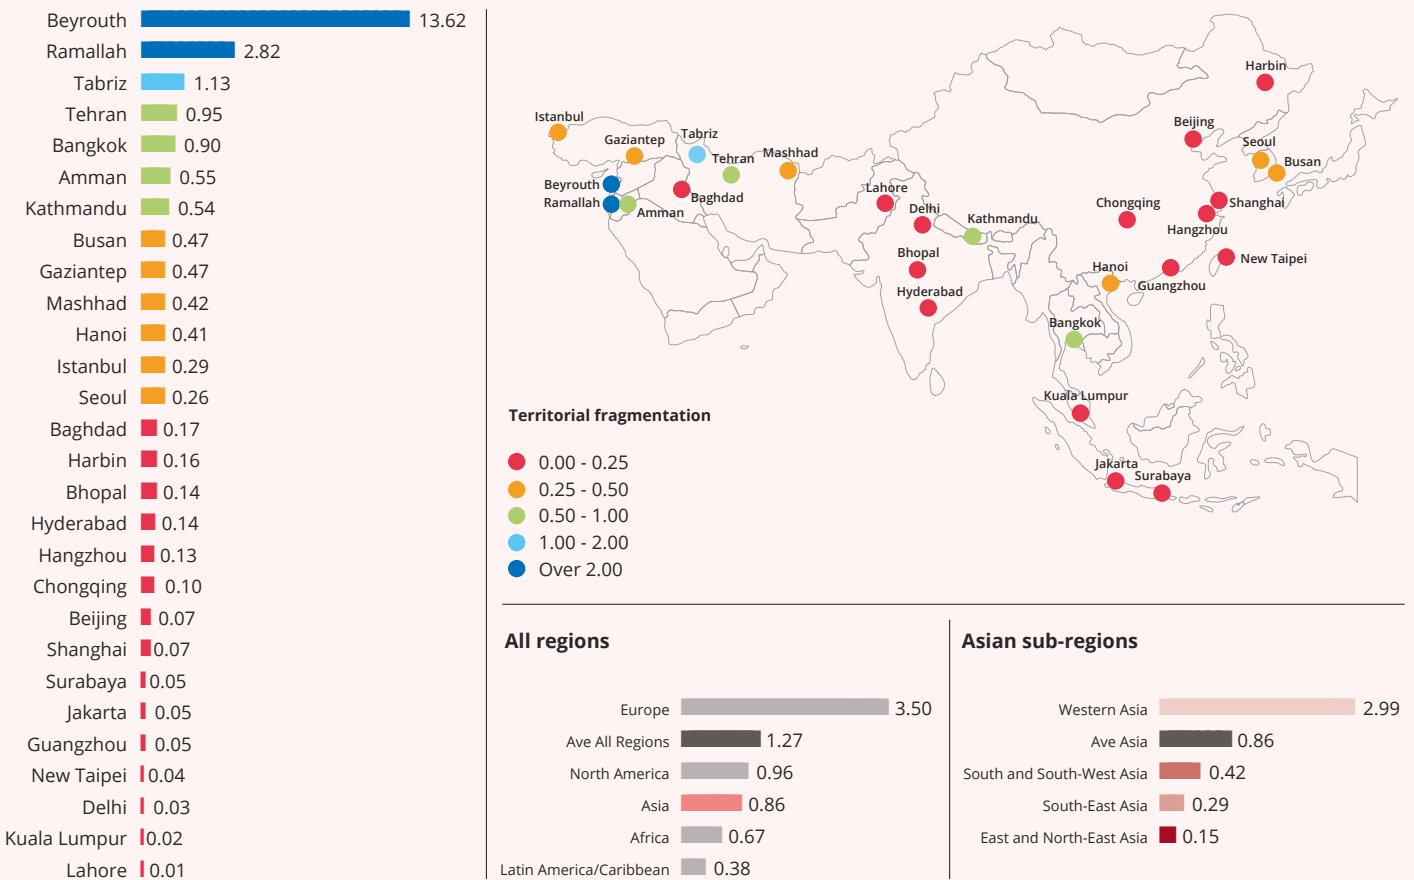 Beyrouth 13.62
Ramallah 2.82
Tabriz 1.13
Tehran 0.95
Bangkok 0.90
Amman 0.55
Kathmandu 0.54
Busan 0.47
Gaziantep 0.47
Mashhad 0.42
Hanoi 0.41
Istanbul 0.29
Seoul 0.26
Baghdad 0.17
Harbin 0.16
Bhopal 0.14
Hyderabad 0.14
Hangzhou 0.13
Chongqing 0.10
Beijing 0.07
Shanghai 0.07
Surabaya 0.05
Jakarta 0.05
Guangzhou 0.05
New Taipei 0.04
Delhi 0.03
Kuala Lumpur 0.02
Lahore 0.01
Harbin
Istanbul
Beijing
Gaziantep
Tabriz
Seoul
Tehran
Mashhad
Busan
Beyrouth
Lahore
Baghdad
Ramallah
Amman
Delhi
Chongqing
Shanghai
Kathmandu
Hangzhou
Bhopal
New Taipei
Hanoi
Guangzhou
Hyderabad
Bangkok
Kuala Lumpur
Jakarta
Surabaya
Territorial fragmentation
0.00 - 0.25
0.25 - 0.50
0.50 - 1.00
1.00 - 2.00
Over 2.00
All regions
Europe 3.50
Ave All Regions 1.27
North America 0.96
Asia 0.86
Africa 0.67
Latin America/Caribbean 0.38
Asian sub-regions
Western Asia 2.99
Ave Asia 0.86
South and South-West Asia 0.42
South-East Asia 0.29
East and North-East Asia 0.15